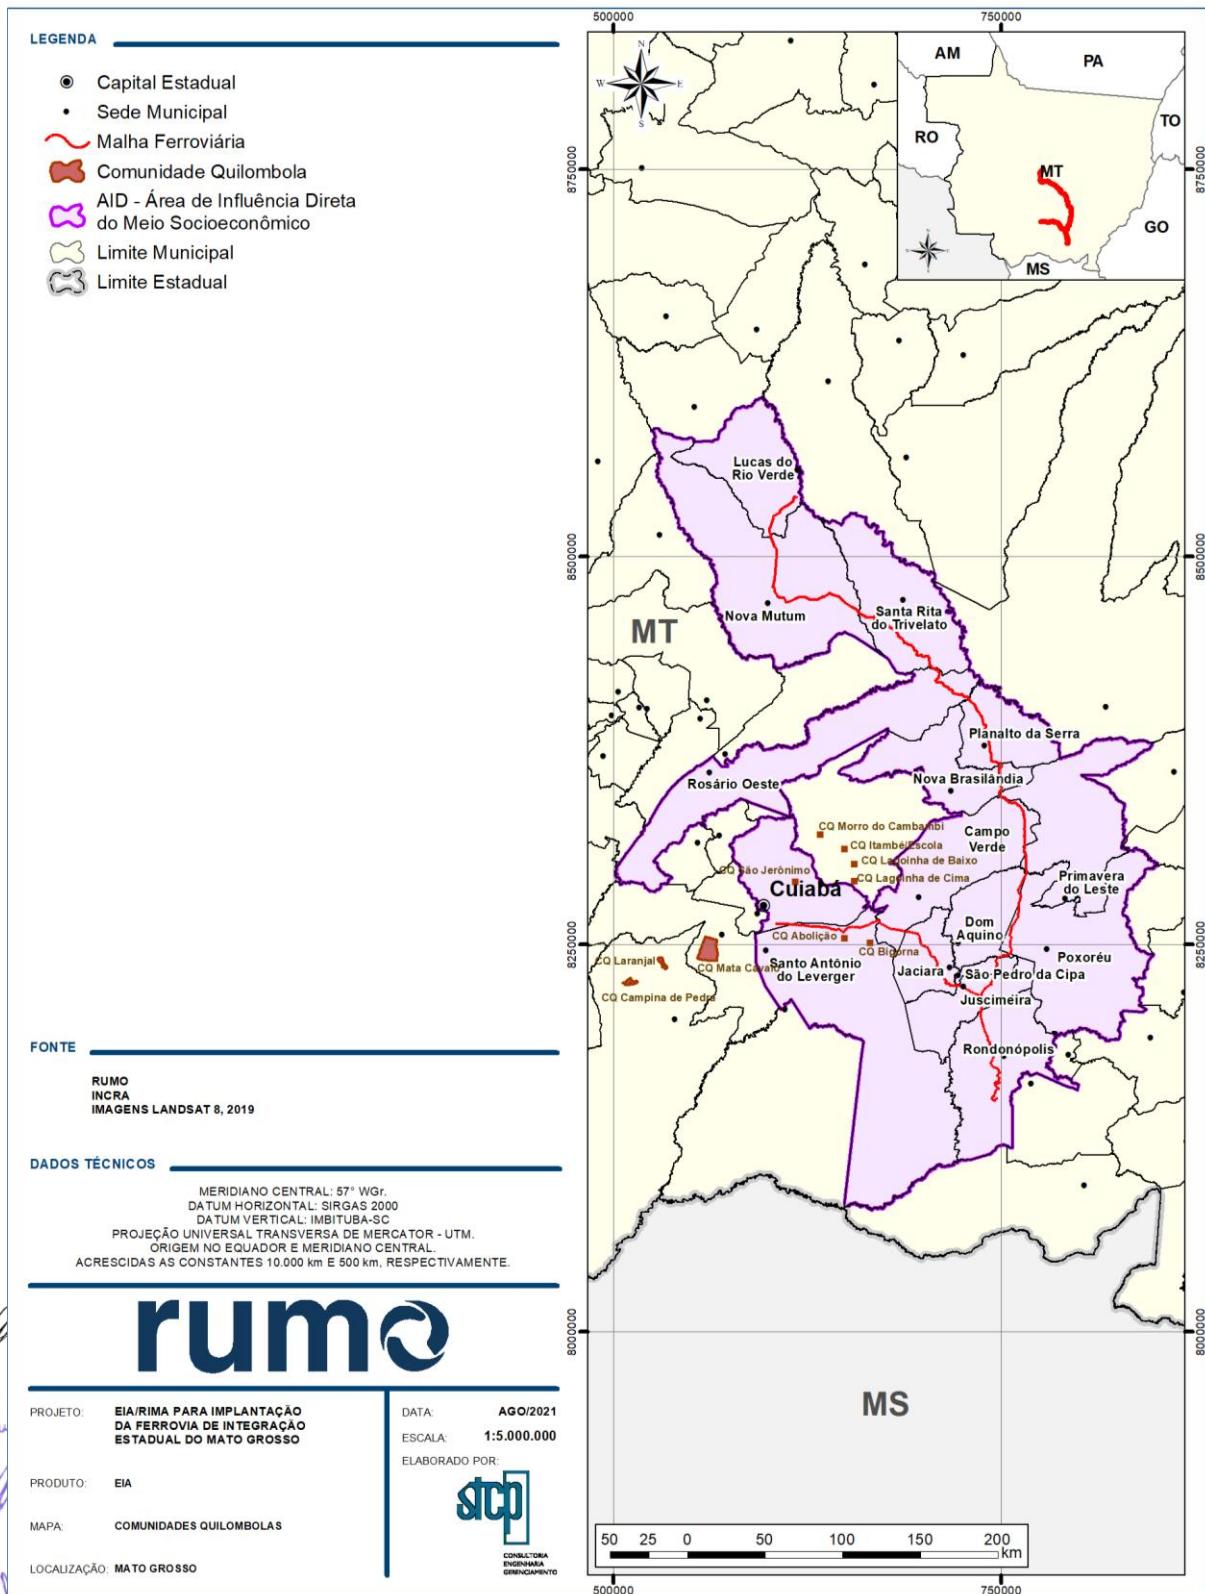 LEGENDA
Capital Estadual
Sede Municipal
Malha Ferroviária
Comunidade Quilombola
AID - Área de Influência Direta
do Meio Socioeconômico
Limite Municipal
Limite Estadual
FONTE
RUMO
INCRA
IMAGENS LANDSAT 8, 2019
DADOS TÉCNICOS
MERIDIANO CENTRAL: 57° WGr.
DATUM HORIZONTAL: SIRGAS 2000
DATUM VERTICAL: IMBITUBA-SC
PROJEÇÃO UNIVERSAL TRANSVERSA DE MERCATOR - UTM.
ORIGEM NO EQUADOR E MERIDIANO CENTRAL.
ACRESCIDAS AS CONSTANTES 10.000 km E 500 km, RESPECTIVAMENTE.
rumo
PROJETO: EIA/RIMA PARA IMPLANTAÇÃO
DA FERROVIA DE INTEGRAÇÃO
ESTADUAL DO MATO GROSSO
PRODUTO: EIA
MAPA: COMUNIDADES QUILOMBOLAS
LOCALIZAÇÃO: MATO GROSSO
DATA: AGO/2021
ESCALA: 1:5.000.000
ELABORADO POR:
stcp
CONSULTORIA
ENGENHARIA
GERENCIAMENTO
500000 750000
N
W E
S
AM
PA
RO
TO
MT
GO
MS
8750000 8750000
Lucas do
Rio Verde
8500000 8500000
Nova Mutum
Santa Rita
do Trivelato
MT
Planalto da Serra
Rosário Oeste
Nova Brasilândia
CQ Morro do Cambambi
Campo
Verde
CQ Itambé/Escola
CQ Lagoinha de Baixo
CQ São Jerônimo
CQ Lagoinha de Cima
Cuiabá
Primavera
do Leste
Dom
Aquino
CQ Abolição
CQ Bigorna
8250000 8250000
CQ Laranjal
CQ Mata Cavalo
Santo Antônio
do Leverger
Jaciara
São Pedro da Cipa
Poxoréu
CQ Campina de Pedra
Juscimeira
Rondonópolis
8000000 8000000
MS
50 25 0 50 100 150 200
km
500000 750000